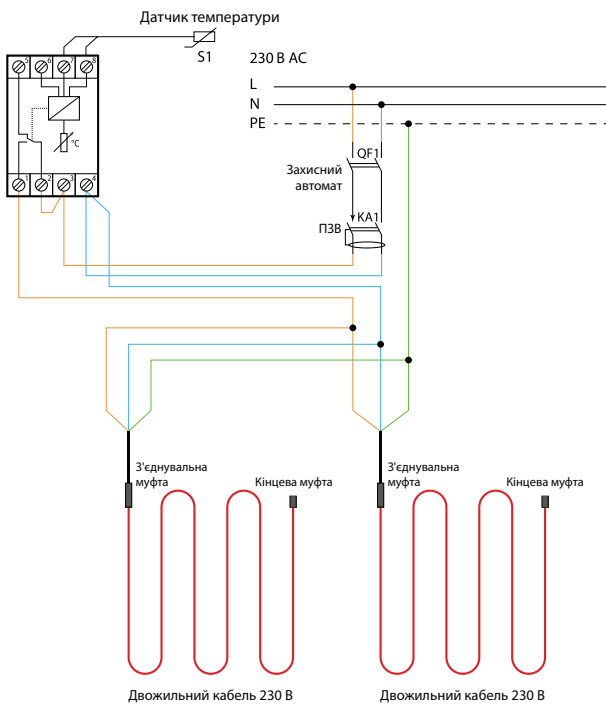 Датчик температури
S1
230 В AC
5 6 7 8
L
N
PE
°C
QF1
Захисний
автомат
1 2 3 4
KA1
ПЗВ
З'єднувальна
муфта
Кінцева муфта
З'єднувальна
муфта
Кінцева муфта
Двожильний кабель 230 В
Двожильний кабель 230 В